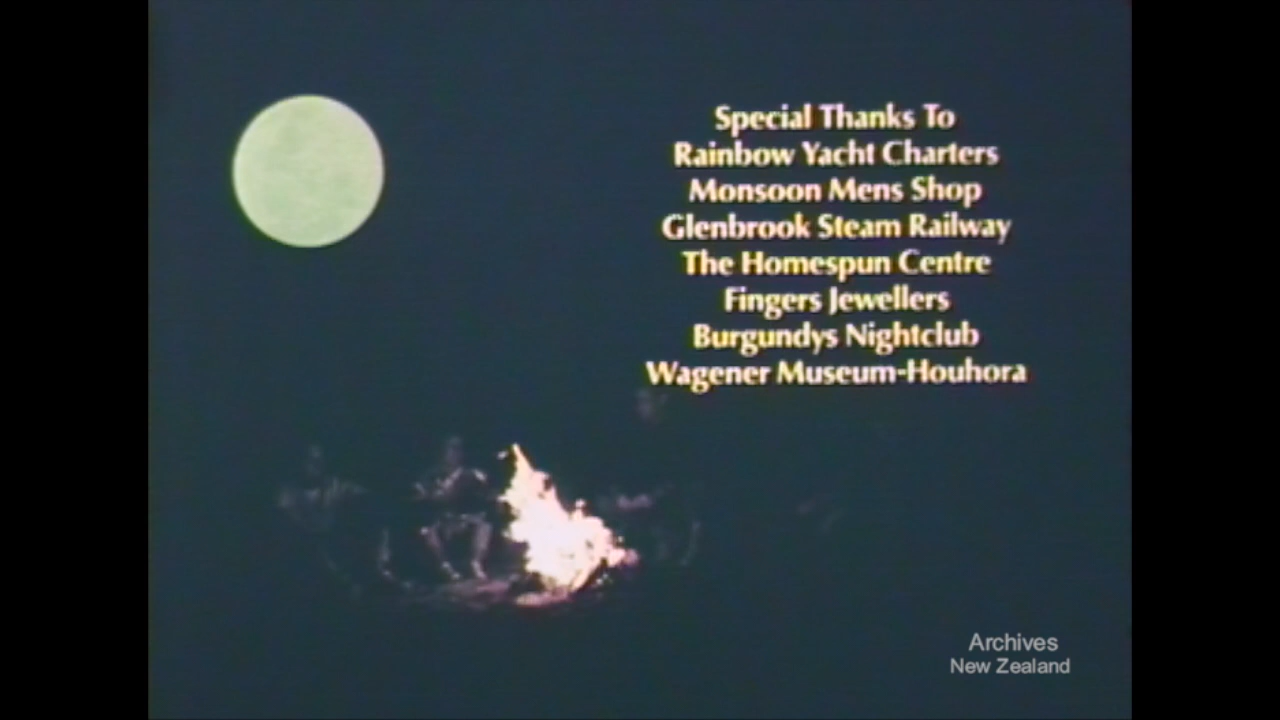 Special Thanks To
Rainbow Yacht Charters
Monsoon Mens Shop
Glenbrook Steam Railway
The Homespun Centre
Fingers Jewellers
Burgundys Nightclub
Wagener Museum-Houhora
Archives
New Zealand